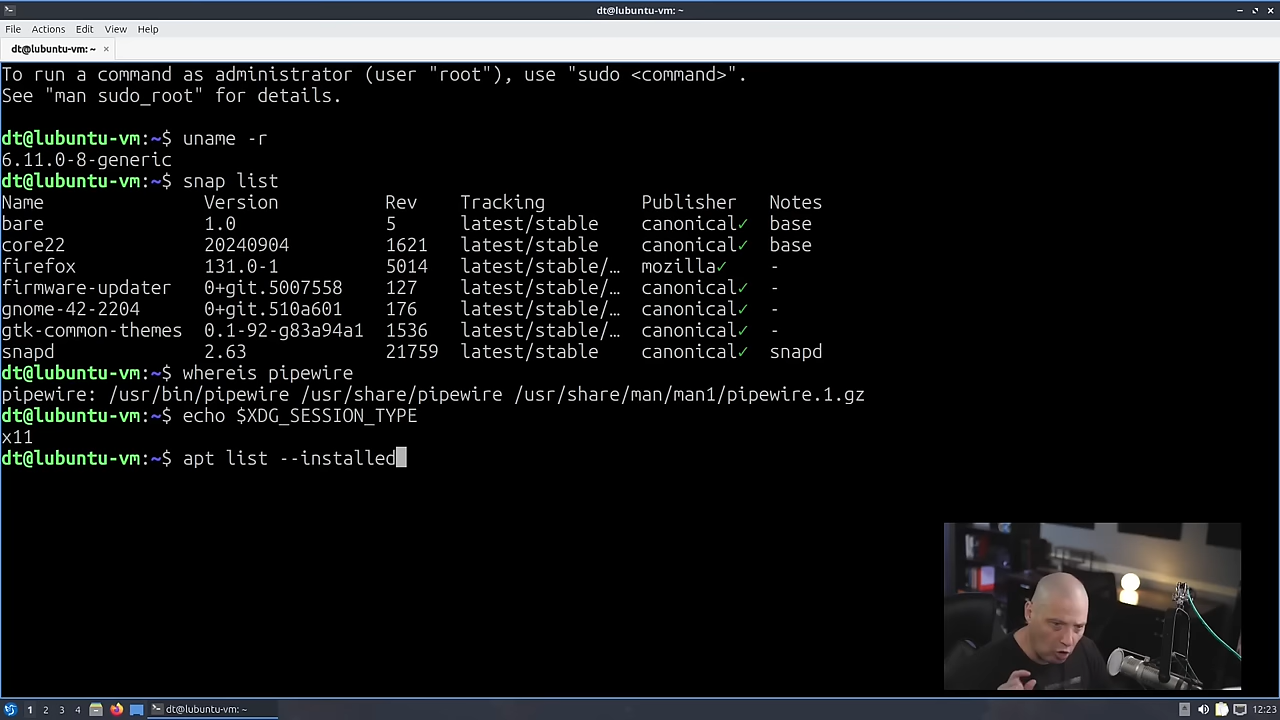 dt@lubuntu-vm: ~
File Actions Edit View Help
dt@lubuntu-vm: ~ ×
To run a command as administrator (user "root"), use "sudo <command>".
See "man sudo_root" for details.
dt@lubuntu-vm:~$ uname -r
6.11.0-8-generic
dt@lubuntu-vm:~$ snap list
Name Version Rev Tracking Publisher Notes
bare 1.0 5 latest/stable canonical✓ base
core22 20240904 1621 latest/stable canonical✓ base
firefox 131.0-1 5014 latest/stable/… mozilla✓ -
firmware-updater 0+git.5007558 127 latest/stable/… canonical✓ -
gnome-42-2204 0+git.510a601 176 latest/stable/… canonical✓ -
gtk-common-themes 0.1-92-g83a94a1 1536 latest/stable/… canonical✓ -
snapd 2.63 21759 latest/stable canonical✓ snapd
dt@lubuntu-vm:~$ whereis pipewire
pipewire: /usr/bin/pipewire /usr/share/pipewire /usr/share/man/man1/pipewire.1.gz
dt@lubuntu-vm:~$ echo $XDG_SESSION_TYPE
x11
dt@lubuntu-vm:~$ apt list --installed
1 2 3 4 dt@lubuntu-vm: ~ 12:23